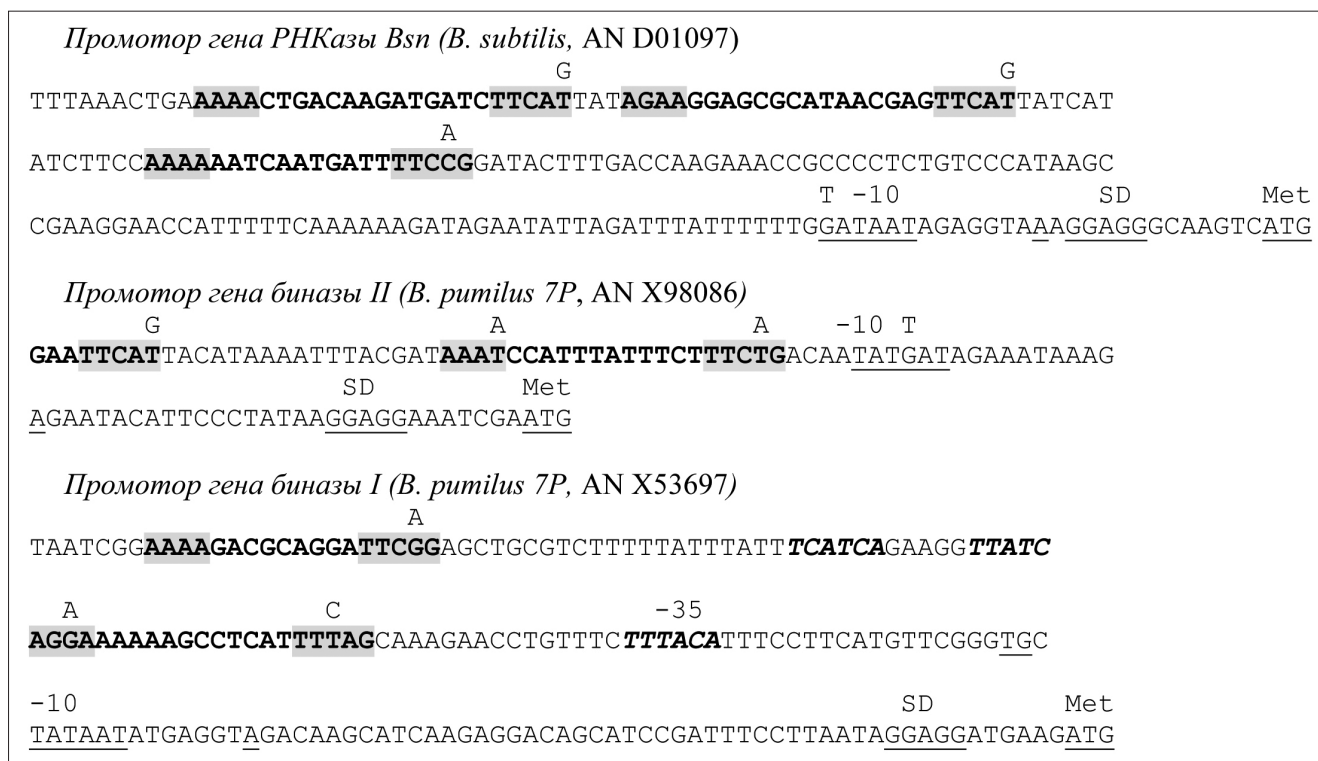 Промотор гена РНКазы Bsn (B. subtilis, AN D01097)
G G
TTTAAACTGAAAAACTGACAAGATGATCTTCATTATAGAAGGAGCGCATAACGAGTTCATTATCAT
A
ATCTTCCAAAAAATCAATGATTTTCCGGATACTTTGACCAAGAAACCGCCCCTCTGTCCCATAAGC
T -10 SD Met
CGAAGGAACCATTTTTCAAAAAAGATAGAATATTAGATTTATTTTTTGGATAATAGAGGTAAAGGAGGGCAAGTCATG
Промотор гена биназы II (B. pumilus 7P, AN X98086)
G A A -10 T
GAATTCATTACATAAAATTTACGATAAATCCATTTATTTCTTTCTGACAATATGATAGAAATAAAG
SD Met
AGAATACATTCCCTATAAGGAGGAAATCGAATG
Промотор гена биназы I (B. pumilus 7P, AN X53697)
A
TAATCGGAAAAGACGCAGGATTCGGAGCTGCGTCTTTTTATTTATTTCATCAGAAGGTTATC
A C -35
AGGAAAAAAGCCTCATTTTAGCAAAGAACCTGTTTCTTTACATTTCCTTCATGTTCGGGTGC
-10 SD Met
TATAATATGAGGTAGACAAGCATCAAGAGGACAGCATCCGATTTCCTTAATAGGAGGATGAAGATG